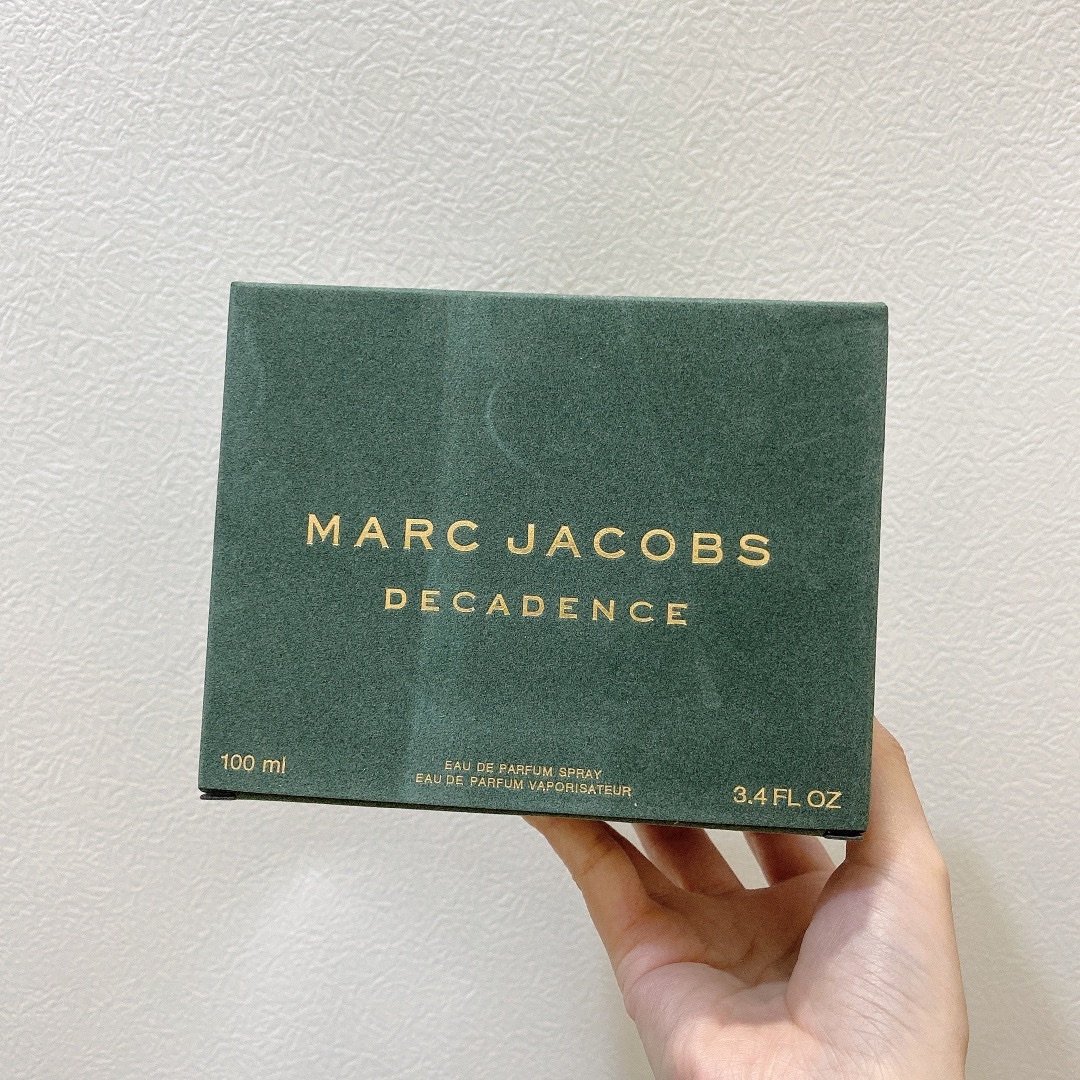 MARC JACOBS
DECADENCE
100 ml
EAU DE PARFUM SPRAY
EAU DE PARFUM VAPORISATEUR
3.4 FL OZ